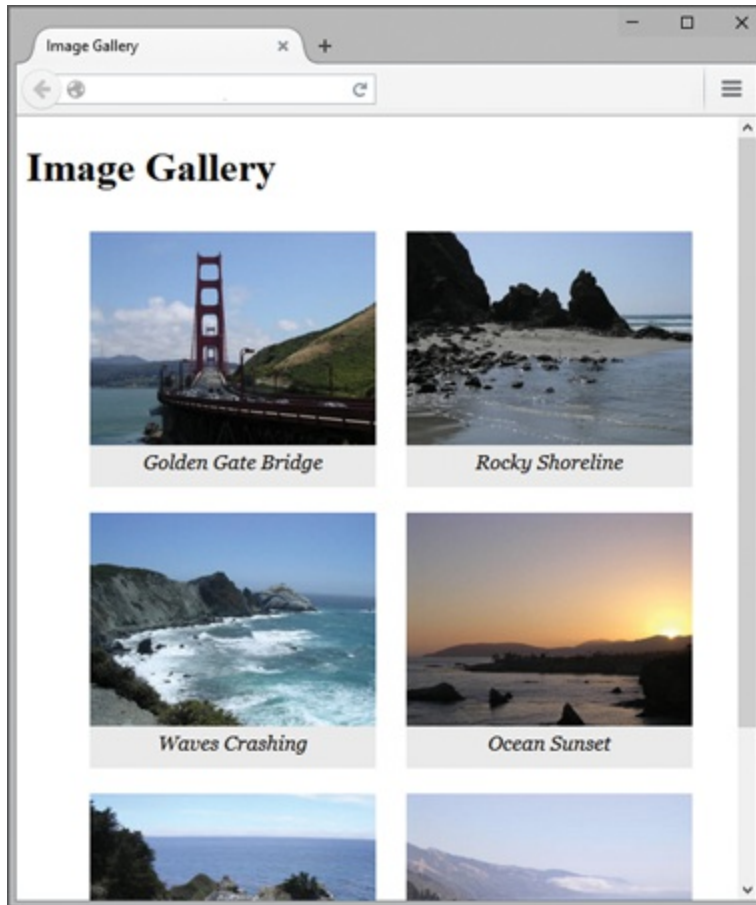 Image Gallery
Image Gallery
Golden Gate Bridge
Rocky Shoreline
Waves Crashing
Ocean Sunset